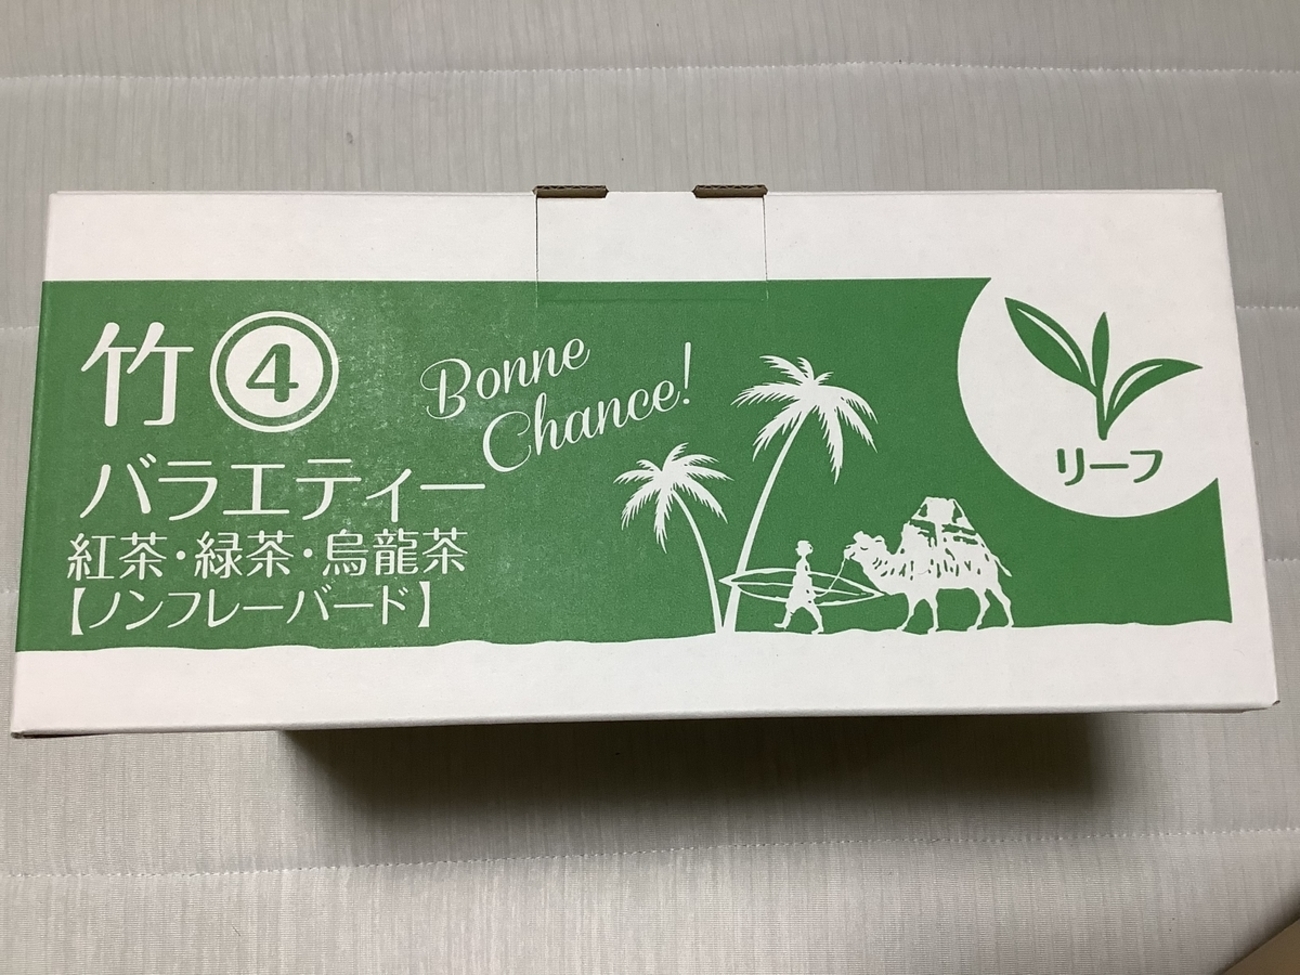 竹④
バラエティー
紅茶・緑茶・烏龍茶
【ノンフレーバード】
Bonne
Chance!
リーフ